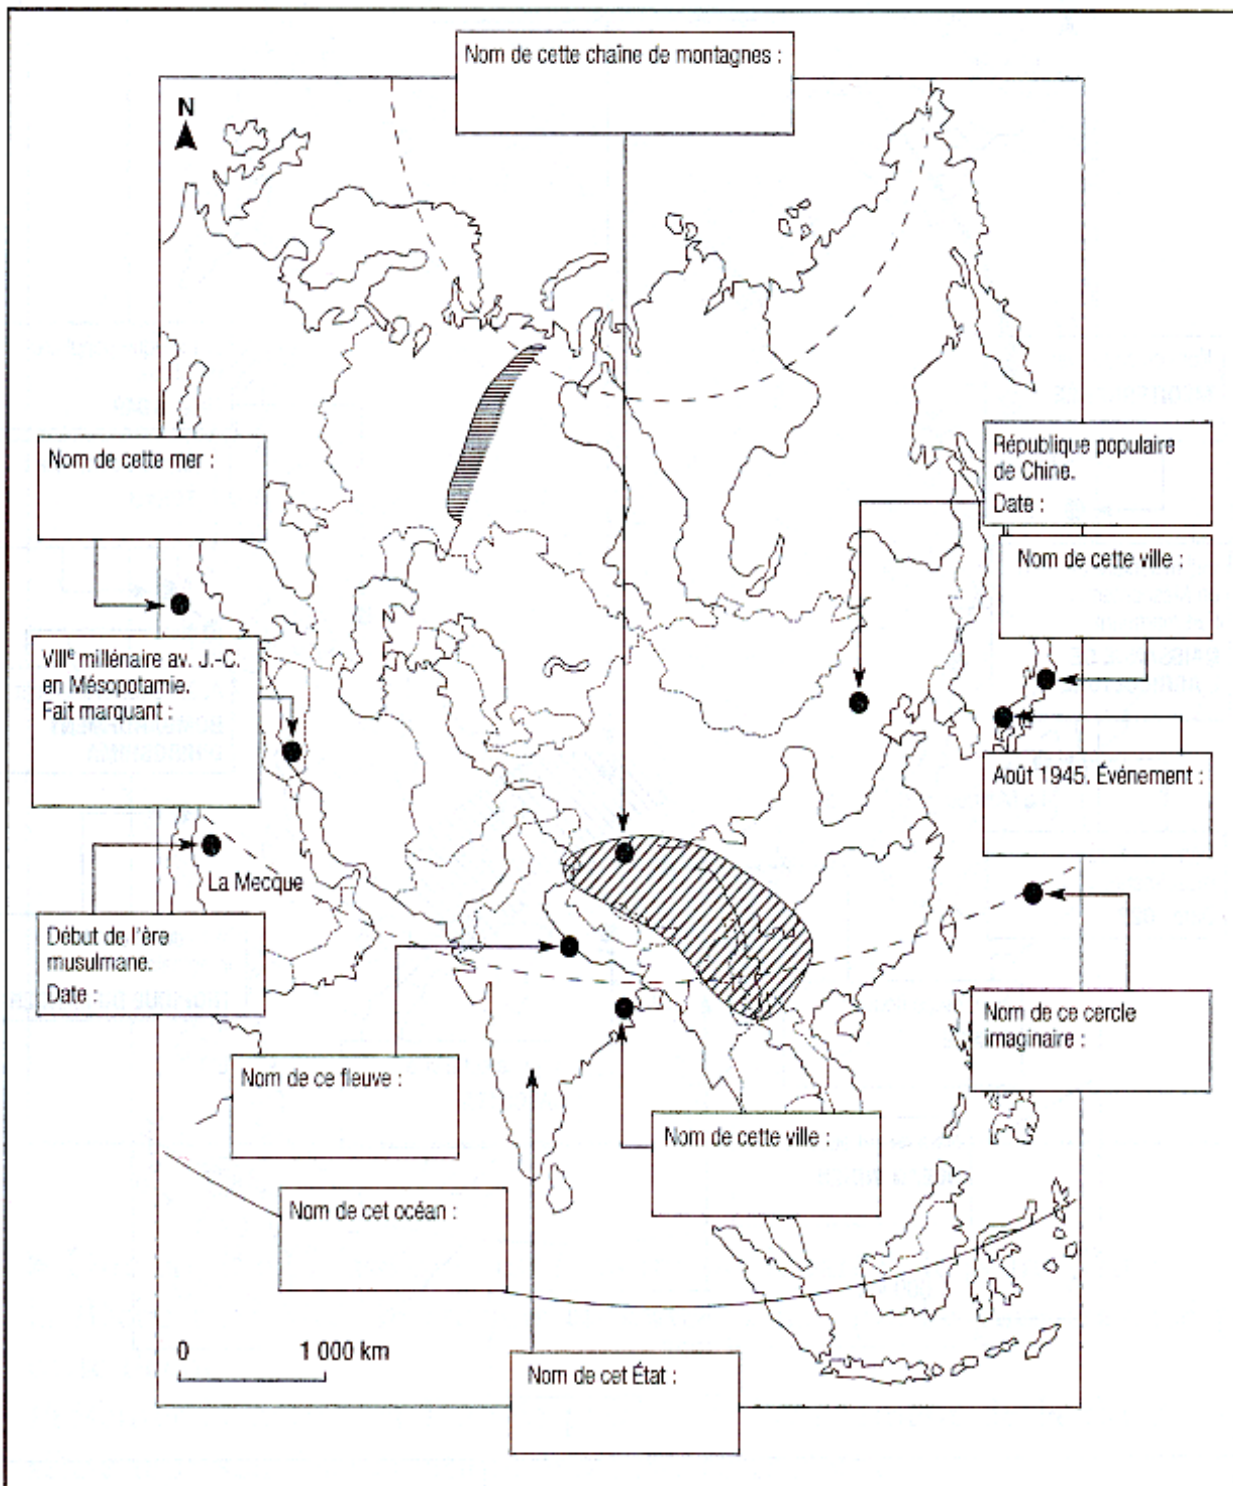 Nom de cette chaîne de montagnes :
N
Nom de cette mer :
République populaire
de Chine.
Date :
Nom de cette ville :
VIIIe millénaire av. J.-C.
en Mésopotamie.
Fait marquant :
Août 1945. Événement :
La Mecque
Début de l'ère
musulmane.
Date :
Nom de ce cercle
imaginaire :
Nom de ce fleuve :
Nom de cette ville :
Nom de cet océan :
0 1 000 km
Nom de cet État :